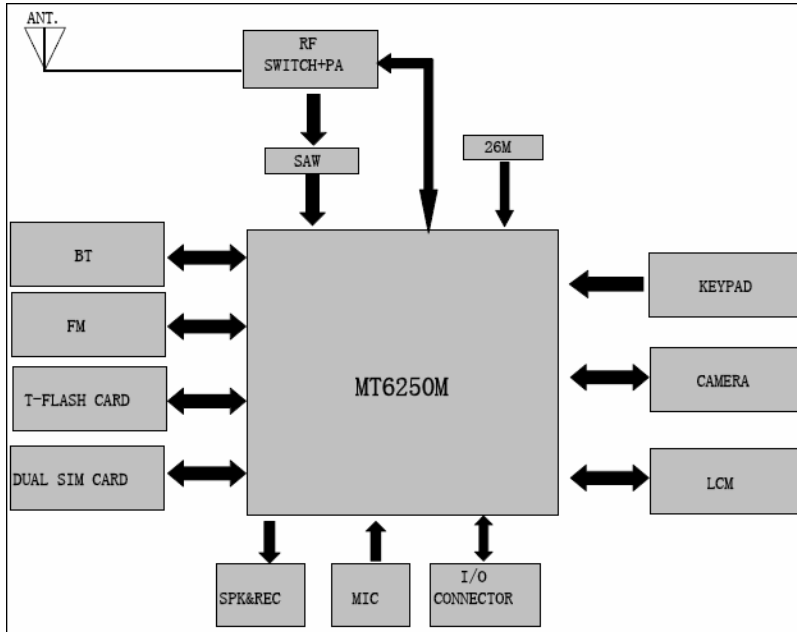 ANT.
RF
SWITCH+PA
SAW
26M
BT
FM
T-FLASH CARD
DUAL SIM CARD
MT6250M
KEYPAD
CAMERA
LCM
SPK&REC
MIC
I/O
CONNECTOR